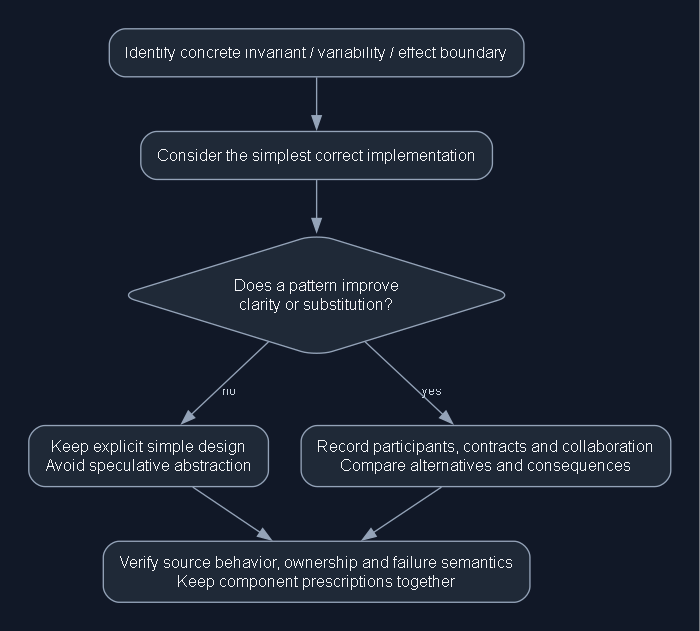 Identify concrete invariant / variability / effect boundary
Consider the simplest correct implementation
Does a pattern improve
clarity or substitution?
no
yes
Keep explicit simple design
Avoid speculative abstraction
Record participants, contracts and collaboration
Compare alternatives and consequences
Verify source behavior, ownership and failure semantics
Keep component prescriptions together